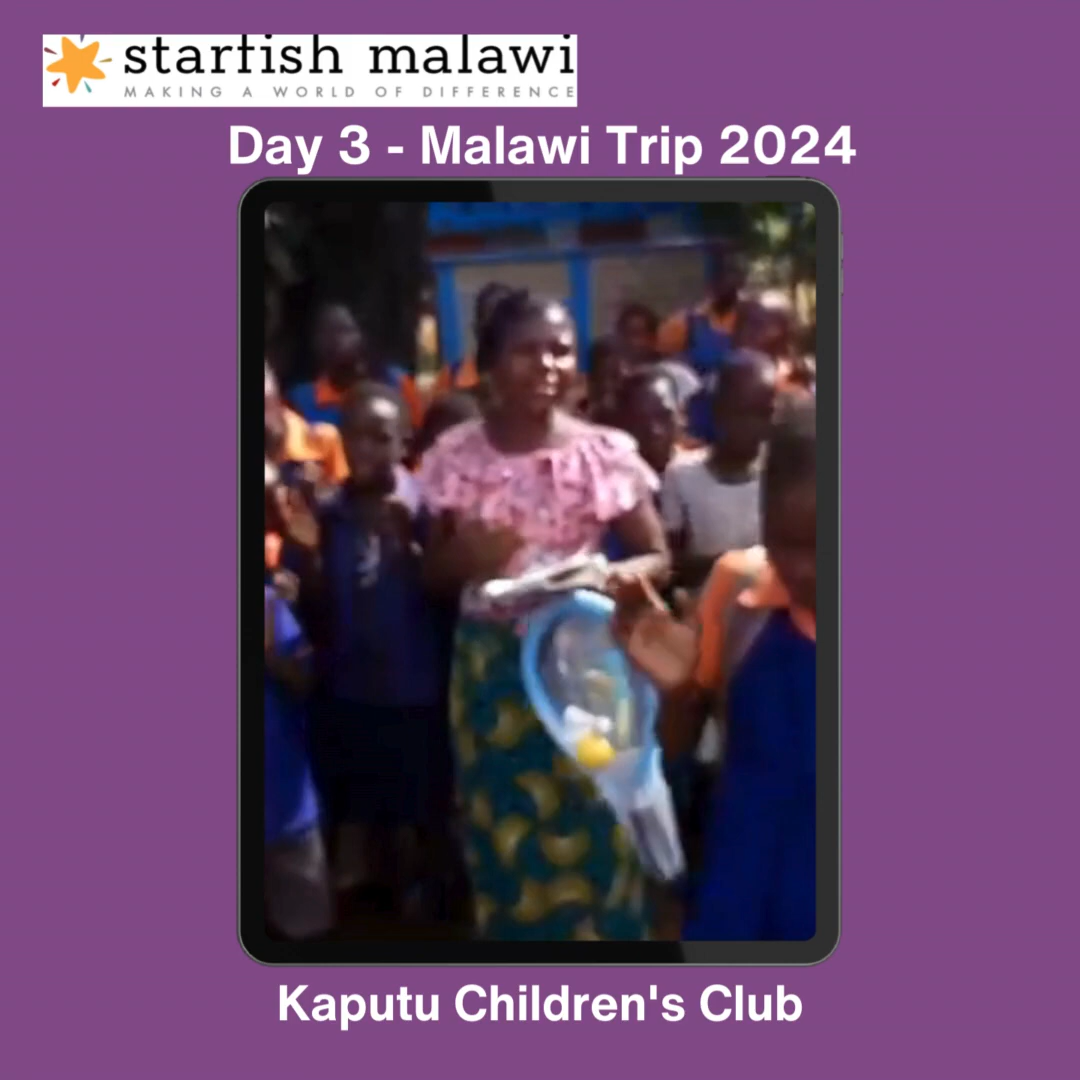 starfish malawi
MAKING A WORLD OF DIFFERENCE
Day 3 - Malawi Trip 2024
Kaputu Children's Club